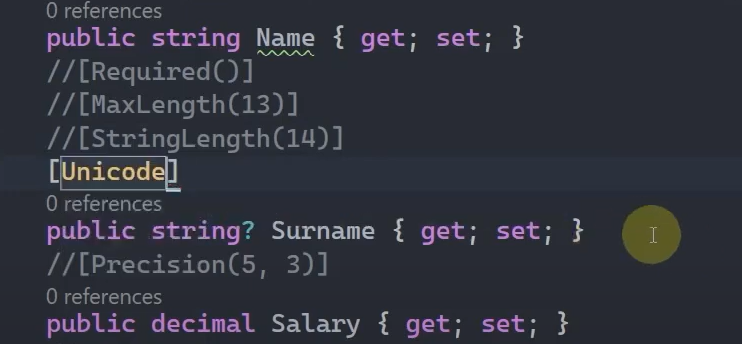 0 references
public string Name { get; set; }
//[Required()]
//[MaxLength(13)]
//[StringLength(14)]
[Unicode]
0 references
public string? Surname { get; set; }
//[Precision(5, 3)]
0 references
public decimal Salary { get; set; }